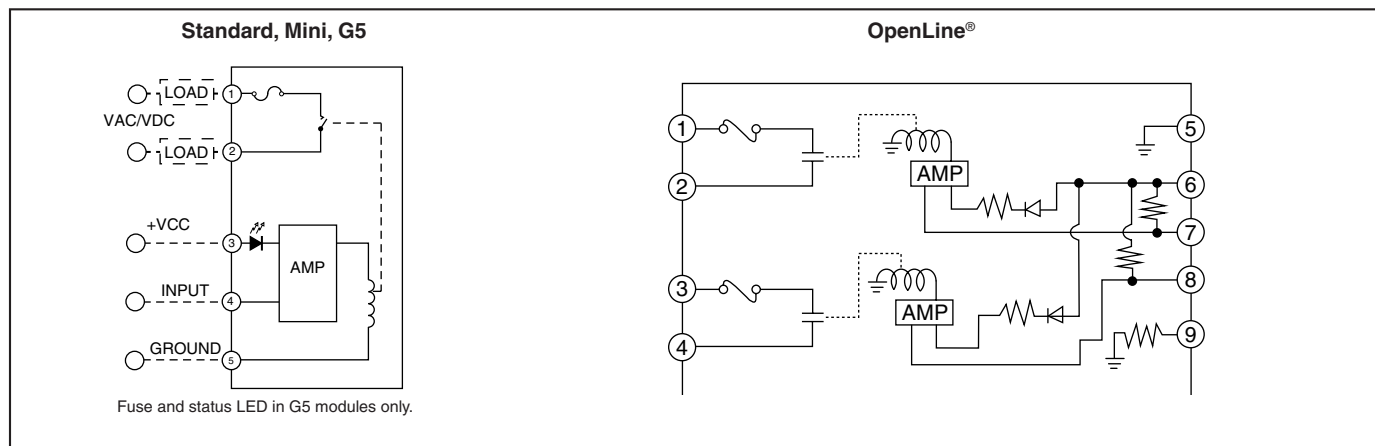 Standard, Mini, G5
LOAD 1
VAC/VDC
LOAD 2
+VCC 3
AMP
INPUT 4
GROUND 5
Fuse and status LED in G5 modules only.
OpenLine®
1
2
3
4
AMP
AMP
5
6
7
8
9